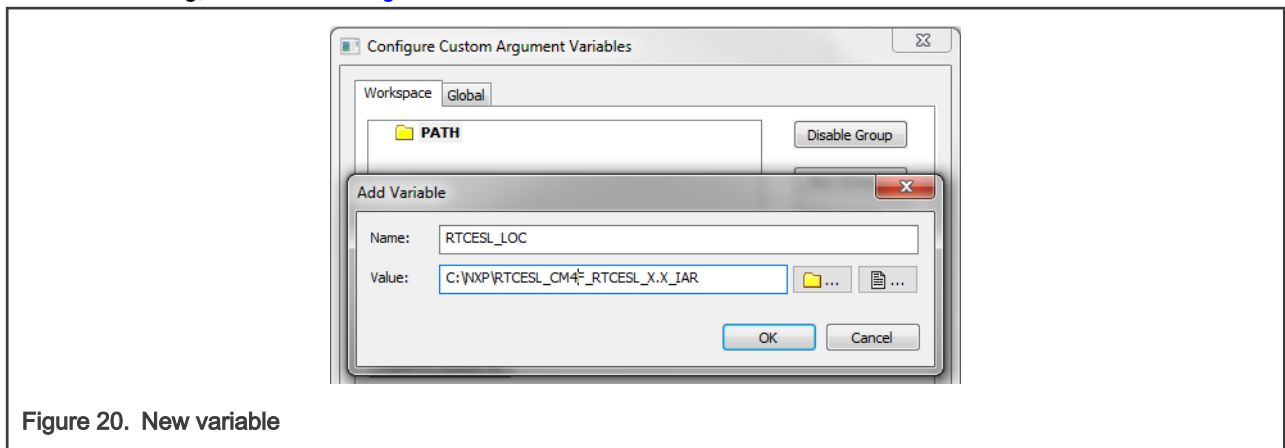 Configure Custom Argument Variables
Workspace Global
PATH
Disable Group
Add Variable
Name: RTCESL_LOC
Value: C:\NXP\RTCESL_CM4F_RTCESL_X.X_IAR
... ...
OK Cancel
Figure 20. New variable